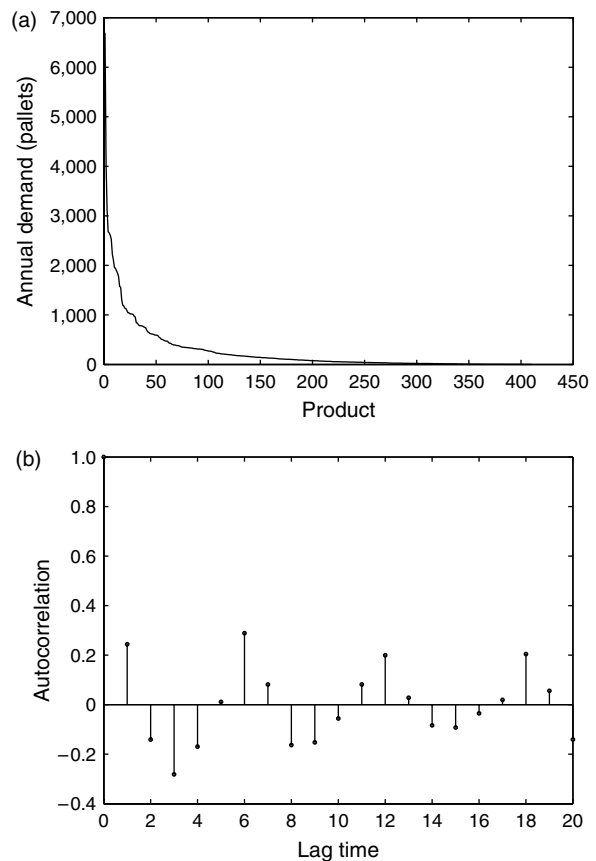 (a)
7,000
6,000
5,000
4,000
3,000
2,000
1,000
0
Annual demand (pallets)
0 50 100 150 200 250 300 350 400 450
Product
(b)
1.0
0.8
0.6
0.4
0.2
0
−0.2
−0.4
Autocorrelation
0 2 4 6 8 10 12 14 16 18 20
Lag time